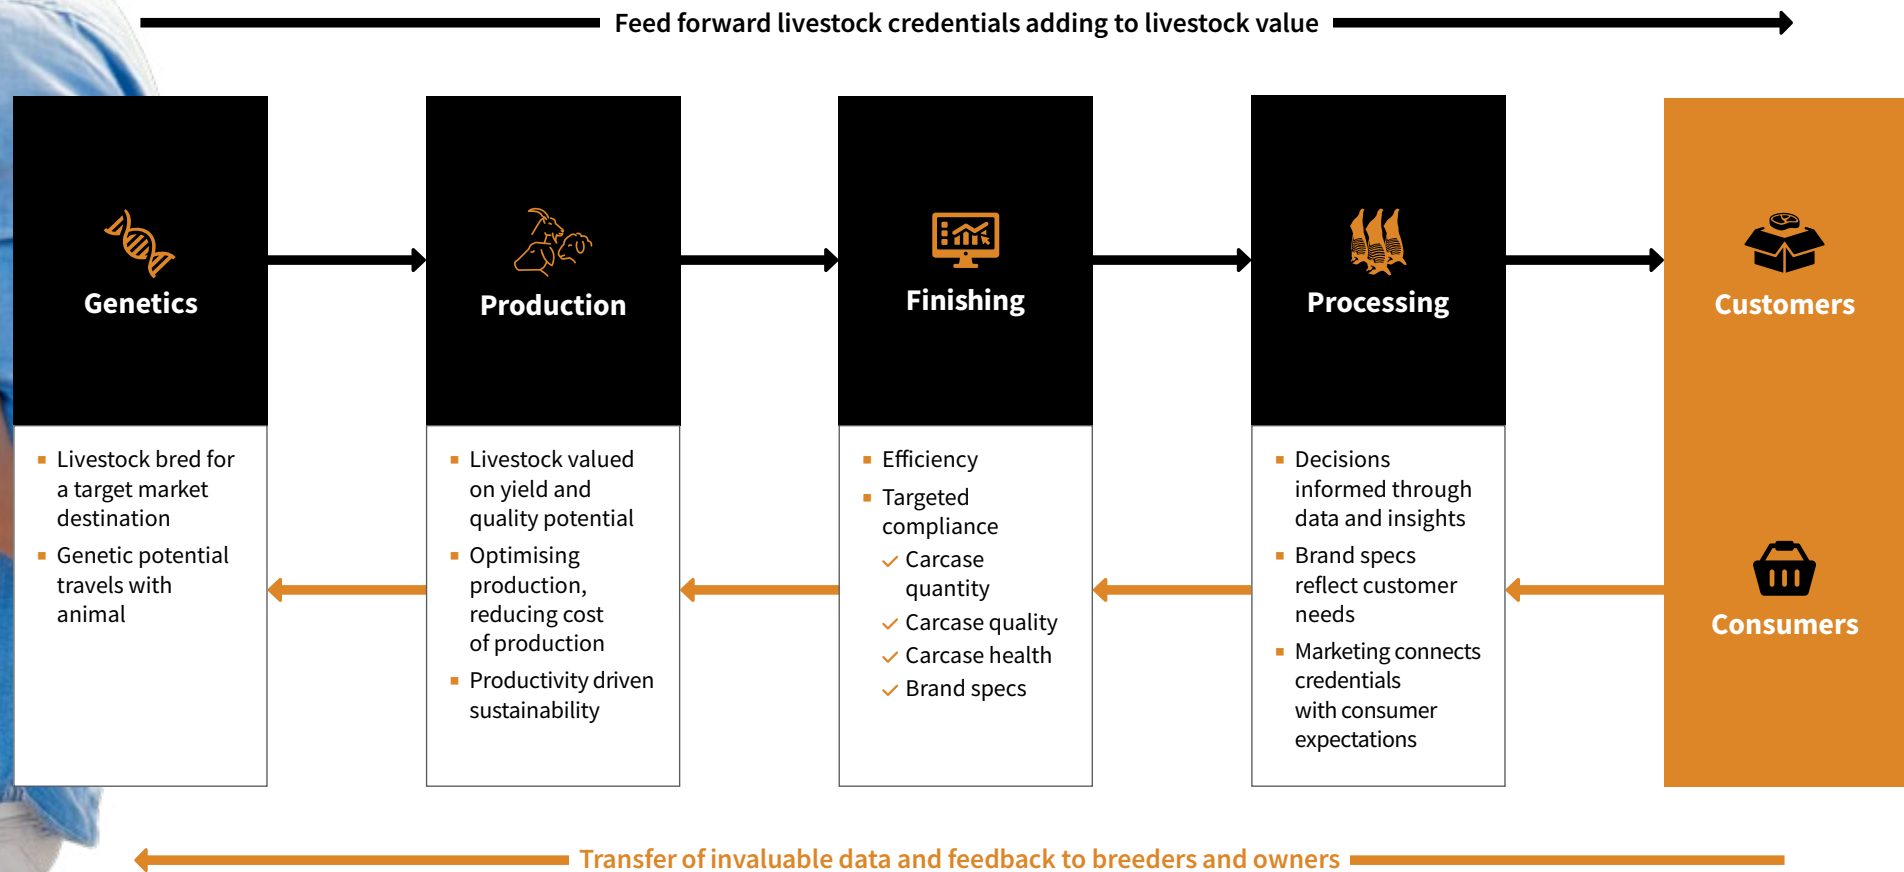 Feed forward livestock credentials adding to livestock value
Genetics
Livestock bred for
a target market
destination
Genetic potential
travels with
animal
Production
Livestock valued
on yield and
quality potential
Optimising
production,
reducing cost
of production
Productivity driven
sustainability
Finishing
Efficiency
Targeted
compliance
Carcase
quantity
Carcase quality
Carcase health
Brand specs
Processing
Decisions
informed through
data and insights
Brand specs
reflect customer
needs
Marketing connects
credentials
with consumer
expectations
Customers
Consumers
Transfer of invaluable data and feedback to breeders and owners